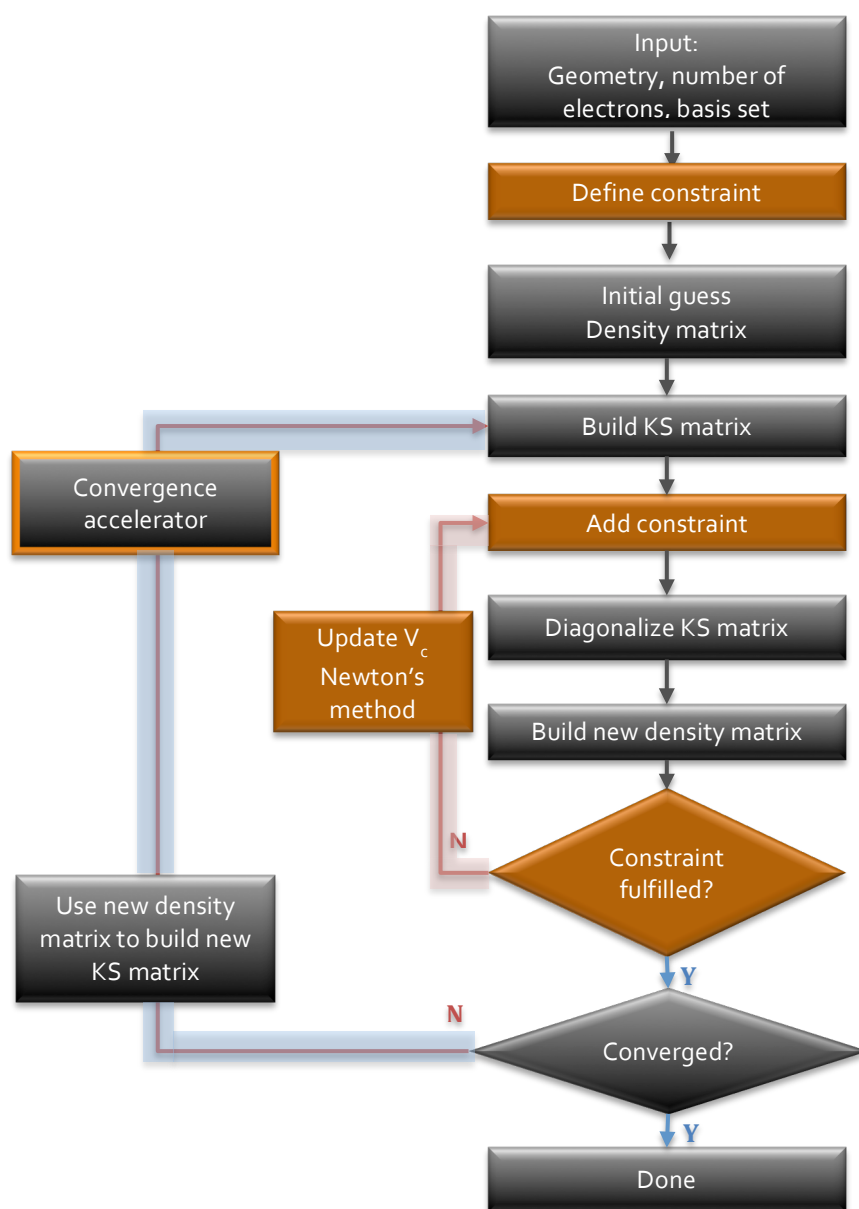 Input:
Geometry, number of
electrons, basis set
Define constraint
Initial guess
Density matrix
Build KS matrix
Convergence
accelerator
Add constraint
Update Vc
Newton's
method
Diagonalize KS matrix
Build new density matrix
N
Constraint
fulfilled?
Use new density
matrix to build new
KS matrix
Y
N
Converged?
Y
Done